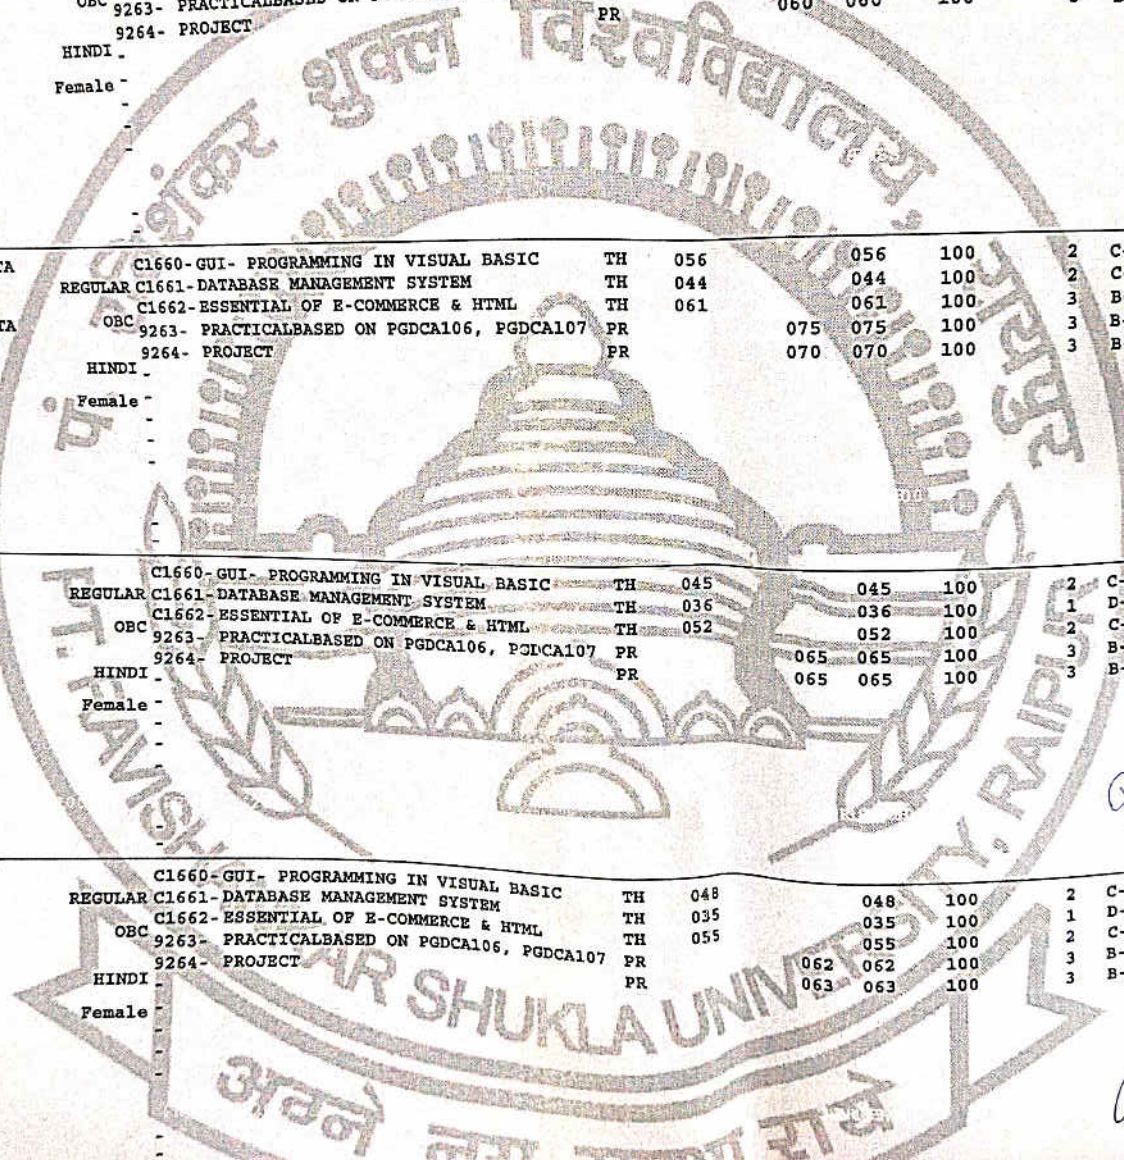 OBC 9263- 060 060 100
9264- PROJECT PR
HINDI -
Female -
C1660-GUI- PROGRAMMING IN VISUAL BASIC TH 056 056 100 2 C-
REGULAR C1661-DATABASE MANAGEMENT SYSTEM TH 044 044 100 2 C-
C1662-ESSENTIAL OF E-COMMERCE & HTML TH 061 061 100 3 B-
OBC 9263- PRACTICALBASED ON PGDCA106, PGDCA107 PR 075 075 100 3 B-
9264- PROJECT PR 070 070 100 3 B-
HINDI -
Female -
C1660-GUI- PROGRAMMING IN VISUAL BASIC TH 045 045 100 2 C-
REGULAR C1661-DATABASE MANAGEMENT SYSTEM TH 036 036 100 1 D-
C1662-ESSENTIAL OF E-COMMERCE & HTML TH 052 052 100 2 C-
OBC 9263- PRACTICALBASED ON PGDCA106, PGDCA107 PR 065 065 100 3 B-
9264- PROJECT PR 065 065 100 3 B-
HINDI -
Female -
C1660-GUI- PROGRAMMING IN VISUAL BASIC TH 048 048 100 2 C-
REGULAR C1661-DATABASE MANAGEMENT SYSTEM TH 035 035 100 1 D-
C1662-ESSENTIAL OF E-COMMERCE & HTML TH 055 055 100 2 C-
OBC 9263- PRACTICALBASED ON PGDCA106, PGDCA107 PR 062 062 100 3 B-
9264- PROJECT PR 063 063 100 3 B-
HINDI -
Female -
पं शुक्ल विश्वविद्यालय, रायपुर
PT. RAVISH AR SHUKLA UNIVERSITY, RAIPUR